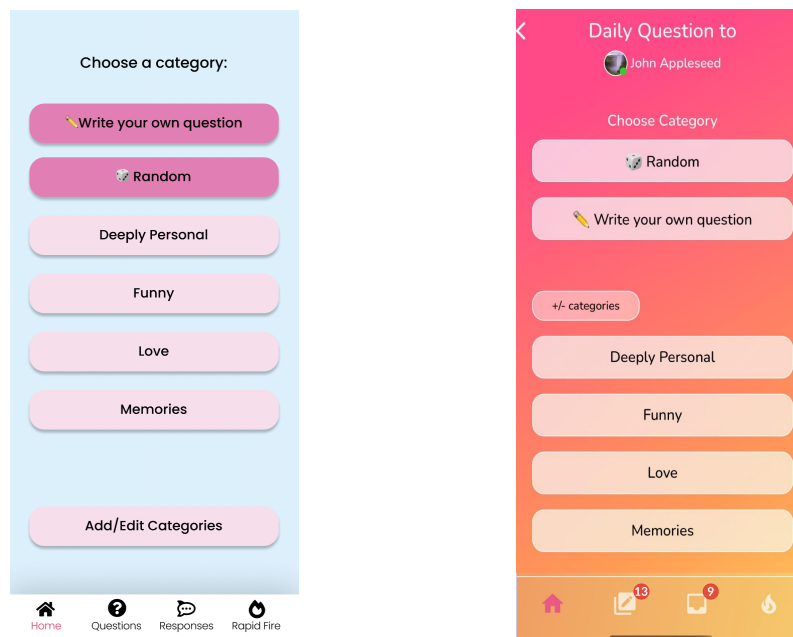 Choose a category:
✏️Write your own question
🎲 Random
Deeply Personal
Funny
Love
Memories
Add/Edit Categories
Home Questions Responses Rapid Fire
Daily Question to
John Appleseed
Choose Category
🎲 Random
✏️ Write your own question
+/- categories
Deeply Personal
Funny
Love
Memories
13 9